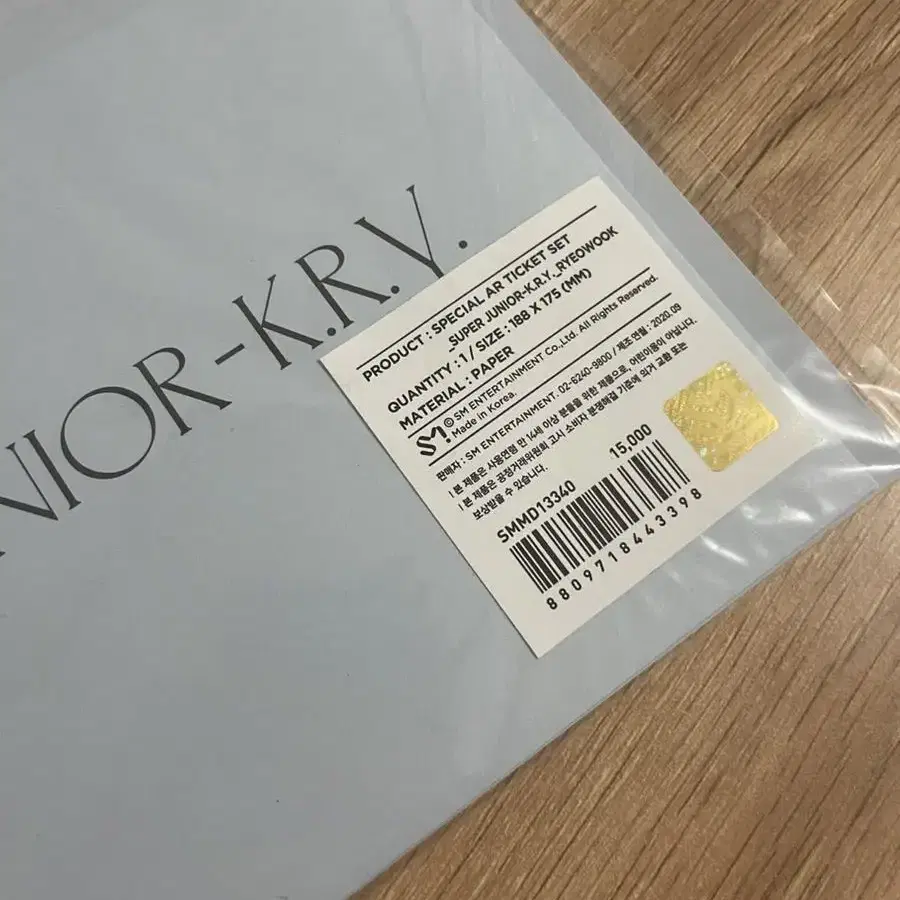 NIOR-K.R.Y.
PRODUCT : SPECIAL AR TICKET SET
_SUPER JUNIOR-K.R.Y._RYEOWOOK
QUANTITY : 1 / SIZE : 188 X 175 (MM)
MATERIAL : PAPER
SM! © SM ENTERTAINMENT Co.,Ltd. All Rights Reserved.
Made in Korea.
판매자 : SM ENTERTAINMENT. 02-6240-9800 / 제조연월 : 2020.09
I 본 제품은 사용연령 만 14세 이상 분들을 위한 제품으로, 어린이용이 아닙니다.
I 본 제품은 공정거래위원회 고시 소비자 분쟁해결 기준에 의거 교환 또는
보상받을 수 있습니다.
SMMD13340 15,000
8809718443398